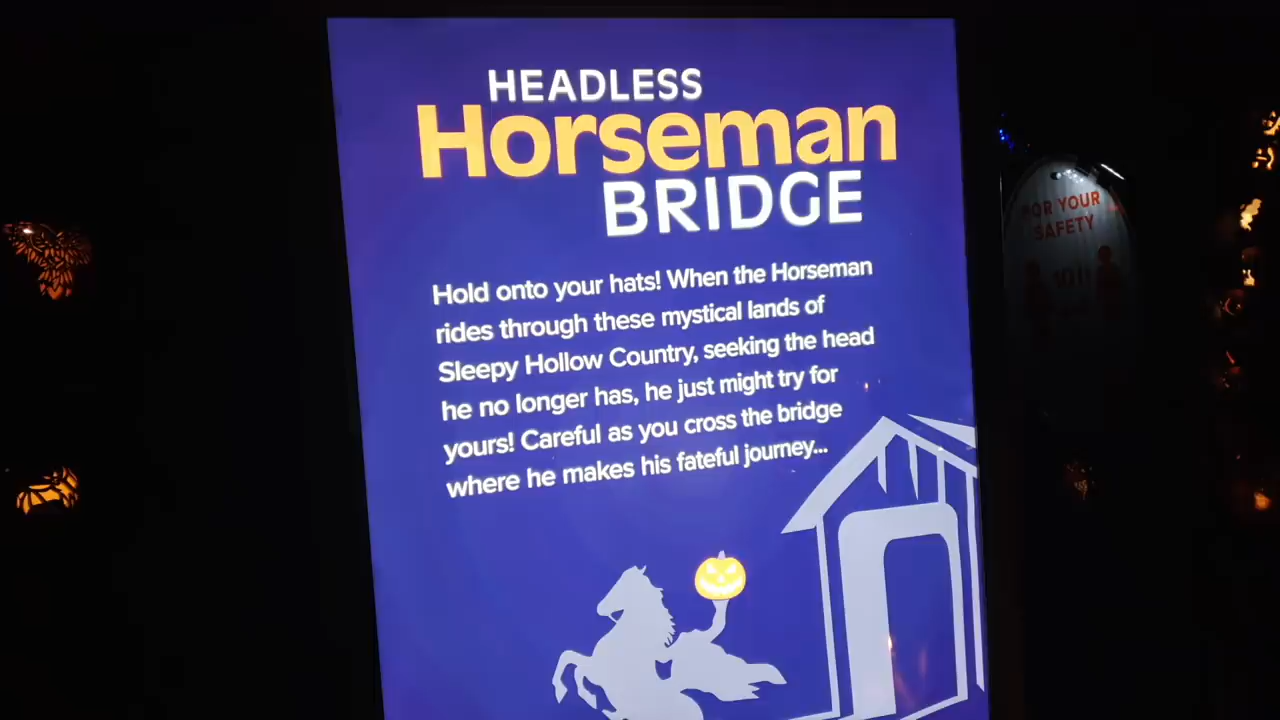 HEADLESS
Horseman
BRIDGE
Hold onto your hats! When the Horseman
rides through these mystical lands of
Sleepy Hollow Country, seeking the head
he no longer has, he just might try for
yours! Careful as you cross the bridge
where he makes his fateful journey...
FOR YOUR
SAFETY